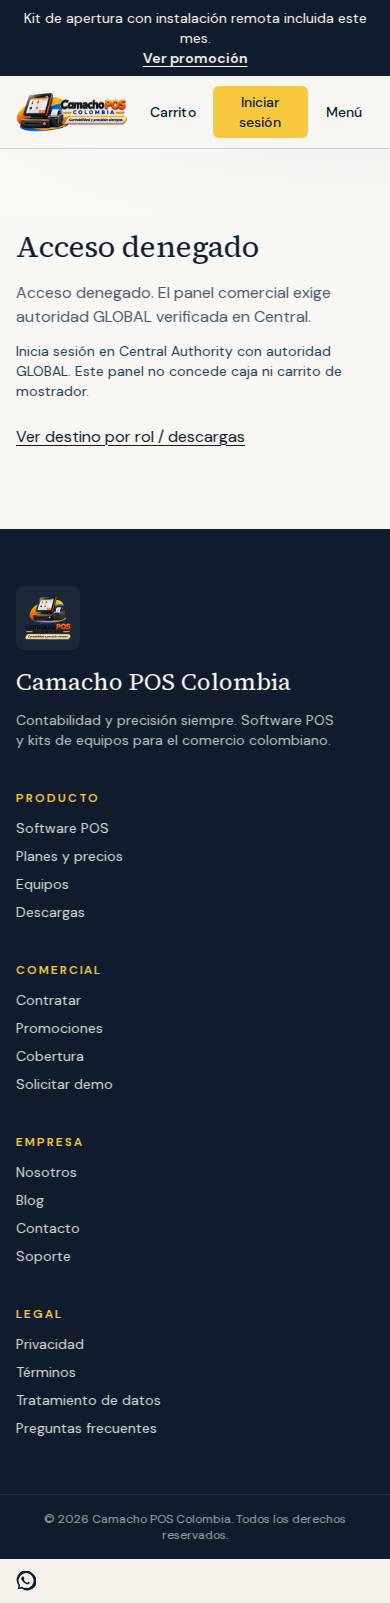 Kit de apertura con instalación remota incluida este
mes.
Ver promoción
CamachoPOS
COLOMBIA
Contabilidad y precisión siempre.
Carrito
Iniciar
sesión
Menú
Acceso denegado
Acceso denegado. El panel comercial exige
autoridad GLOBAL verificada en Central.
Inicia sesión en Central Authority con autoridad
GLOBAL. Este panel no concede caja ni carrito de
mostrador.
Ver destino por rol / descargas
Camacho POS Colombia
Contabilidad y precisión siempre. Software POS
y kits de equipos para el comercio colombiano.
PRODUCTO
Software POS
Planes y precios
Equipos
Descargas
COMERCIAL
Contratar
Promociones
Cobertura
Solicitar demo
EMPRESA
Nosotros
Blog
Contacto
Soporte
LEGAL
Privacidad
Términos
Tratamiento de datos
Preguntas frecuentes
© 2026 Camacho POS Colombia. Todos los derechos
reservados.